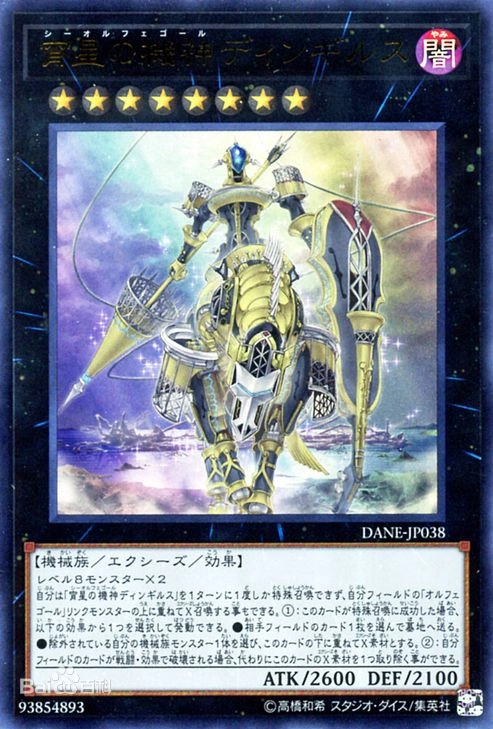 シーオルフェゴール
宵星の機神ディンギルス
やみ
闇
DANE-JP038
【機械族／エクシーズ／効果】
レベル８モンスター×２
自分は「宵星の機神ディンギルス」を１ターンに１度しか特殊召喚できず、自分フィールドの「オルフェ
ゴール」リンクモンスターの上に重ねてX召喚する事もできる。①：このカードが特殊召喚に成功した場合、
以下の効果から１つを選択して発動できる。●相手フィールドのカード１枚を選んで墓地へ送る。
●除外されている自分の機械族モンスター１体を選び、このカードの下に重ねてX素材とする。②：自分
フィールドのカードが戦闘・効果で破壊される場合、代わりにこのカードのX素材を１つ取り除く事ができる。
ATK/2600 DEF/2100
Bai百科
93854893
©高橋和希 スタジオ・ダイス/集英社